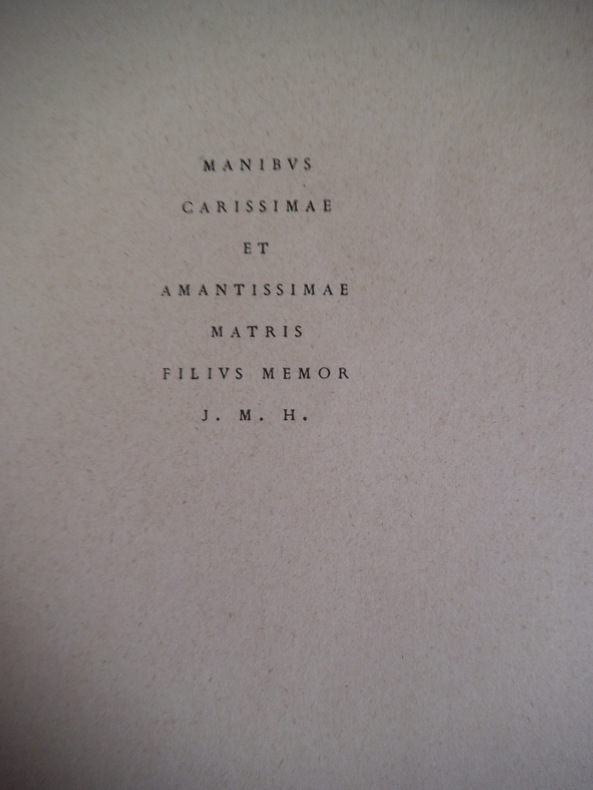 MANIBVS
CARISSIMAE
ET
AMANTISSIMAE
MATRIS
FILIVS MEMOR
J. M. H.